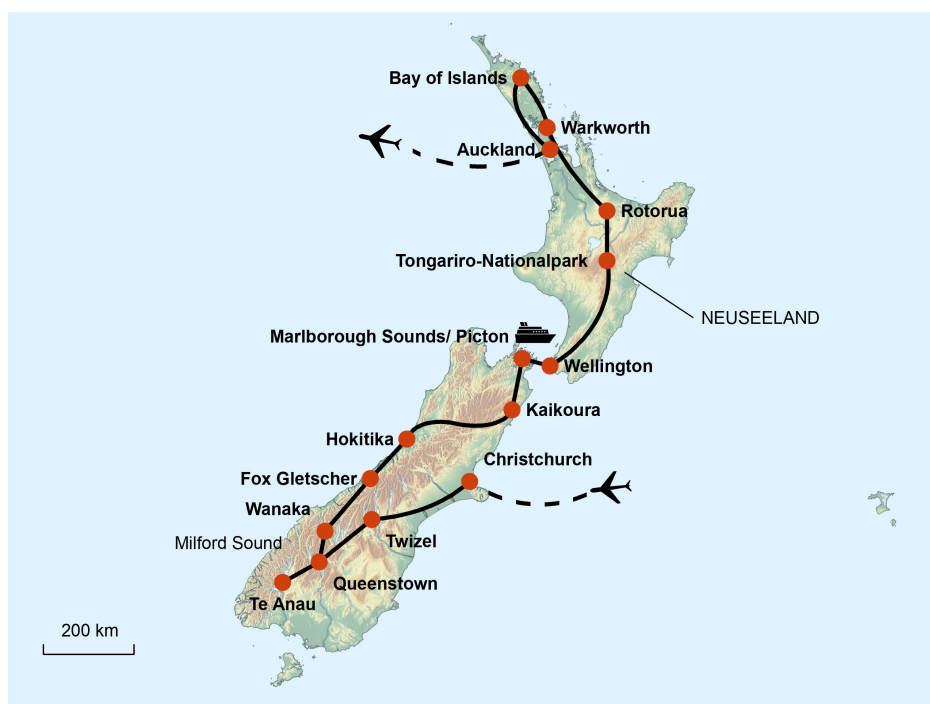 Bay of Islands
Warkworth
Auckland
Rotorua
Tongariro-Nationalpark
NEUSEELAND
Marlborough Sounds/ Picton
Wellington
Kaikoura
Hokitika
Christchurch
Fox Gletscher
Wanaka
Twizel
Milford Sound
Queenstown
Te Anau
200 km